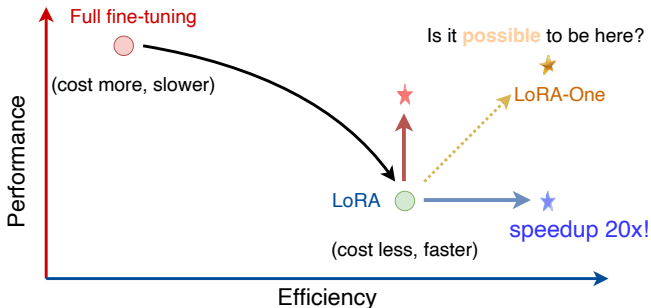 Full fine-tuning
Is it possible to be here?
(cost more, slower)
LoRA-One
LoRA
speedup 20x!
(cost less, faster)
Performance
Efficiency